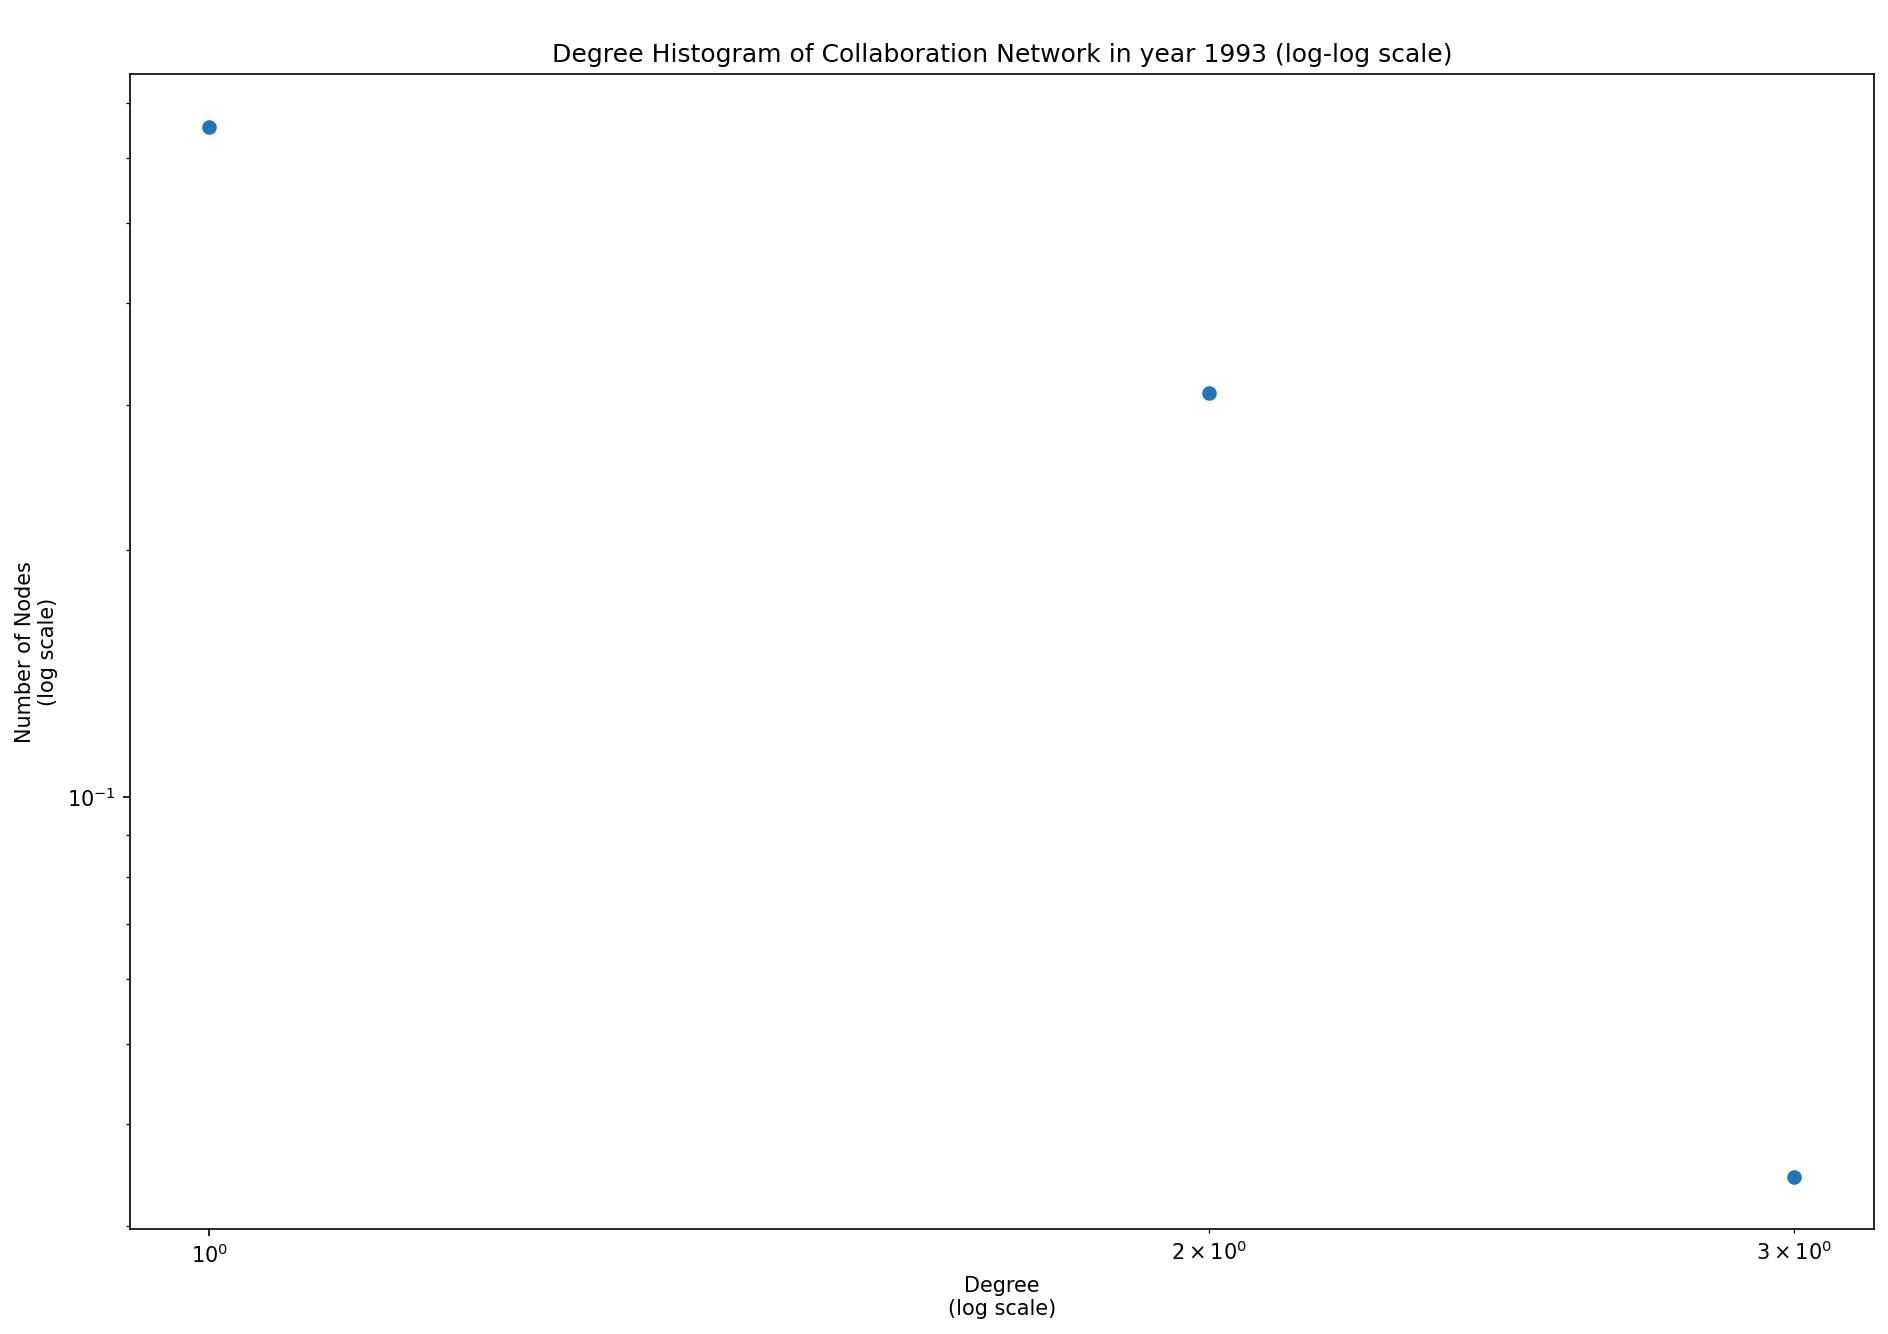 Degree Histogram of Collaboration Network in year 1993 (log-log scale)
Number of Nodes
(log scale)
10⁻¹
10⁰
2 × 10⁰
3 × 10⁰
Degree
(log scale)